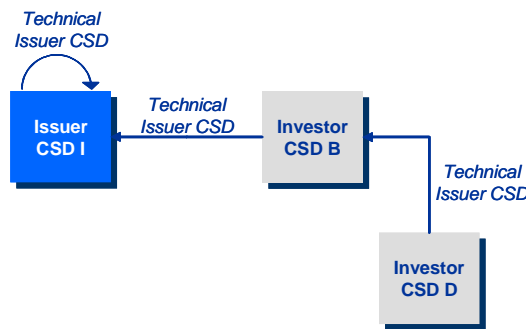 Technical
Issuer CSD
Issuer
CSD I
Technical
Issuer CSD
Investor
CSD B
Technical
Issuer CSD
Investor
CSD D